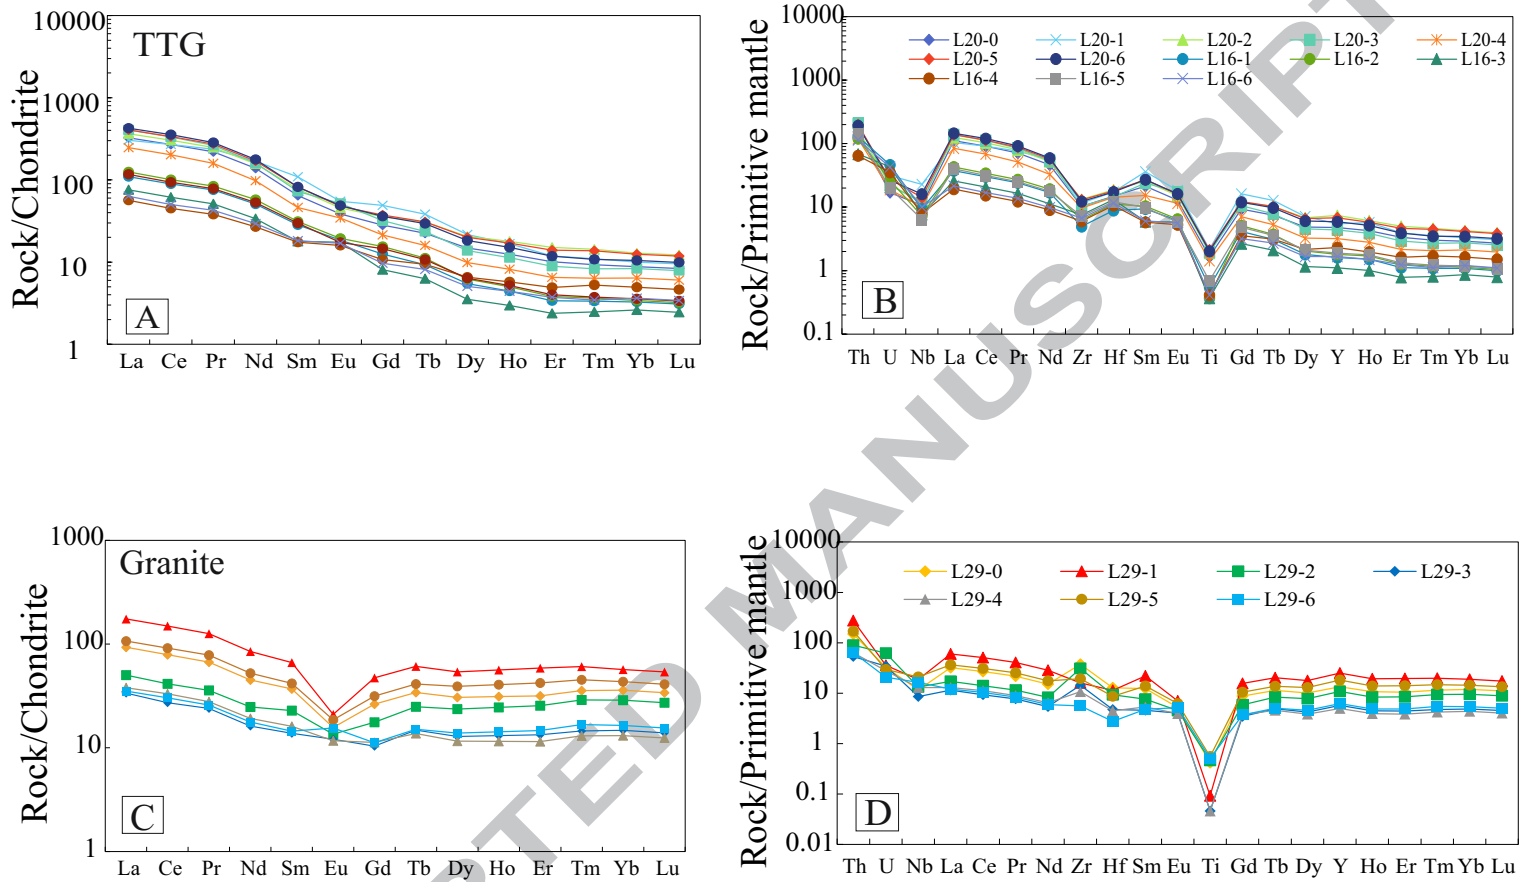 TTG
Rock/Chondrite
10000
1000
100
10
1
A
La Ce Pr Nd Sm Eu Gd Tb Dy Ho Er Tm Yb Lu
Rock/Primitive mantle
10000
1000
100
10
1
0.1
L20-0 L20-1 L20-2 L20-3 L20-4
L20-5 L20-6 L16-1 L16-2 L16-3
L16-4 L16-5 L16-6
B
Th U Nb La Ce Pr Nd Zr Hf Sm Eu Ti Gd Tb Dy Y Ho Er Tm Yb Lu
Granite
Rock/Chondrite
1000
100
10
1
C
La Ce Pr Nd Sm Eu Gd Tb Dy Ho Er Tm Yb Lu
Rock/Primitive mantle
10000
1000
100
10
1
0.1
0.01
L29-0 L29-1 L29-2 L29-3
L29-4 L29-5 L29-6
D
Th U Nb La Ce Pr Nd Zr Hf Sm Eu Ti Gd Tb Dy Y Ho Er Tm Yb Lu
PTED MANUSCRIPT